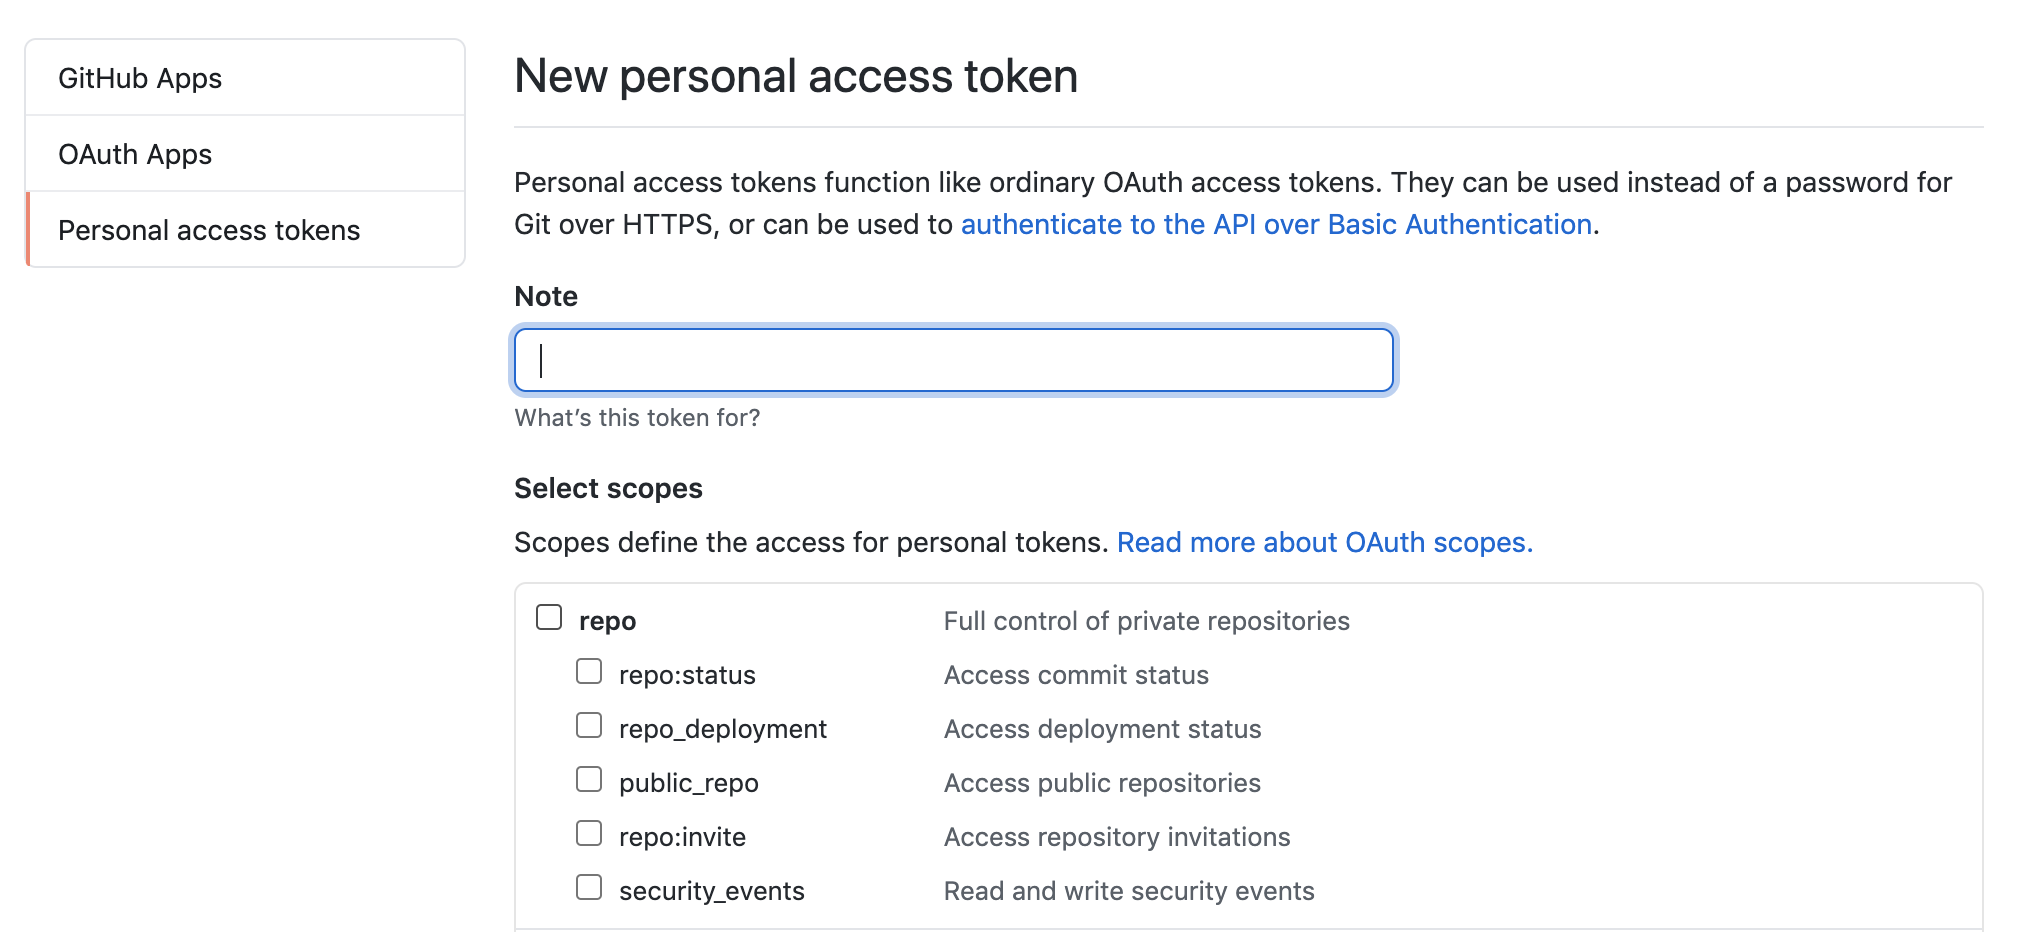 GitHub Apps
OAuth Apps
Personal access tokens
New personal access token
Personal access tokens function like ordinary OAuth access tokens. They can be used instead of a password for
Git over HTTPS, or can be used to authenticate to the API over Basic Authentication.
Note
What’s this token for?
Select scopes
Scopes define the access for personal tokens. Read more about OAuth scopes.
repo Full control of private repositories
repo:status Access commit status
repo_deployment Access deployment status
public_repo Access public repositories
repo:invite Access repository invitations
security_events Read and write security events